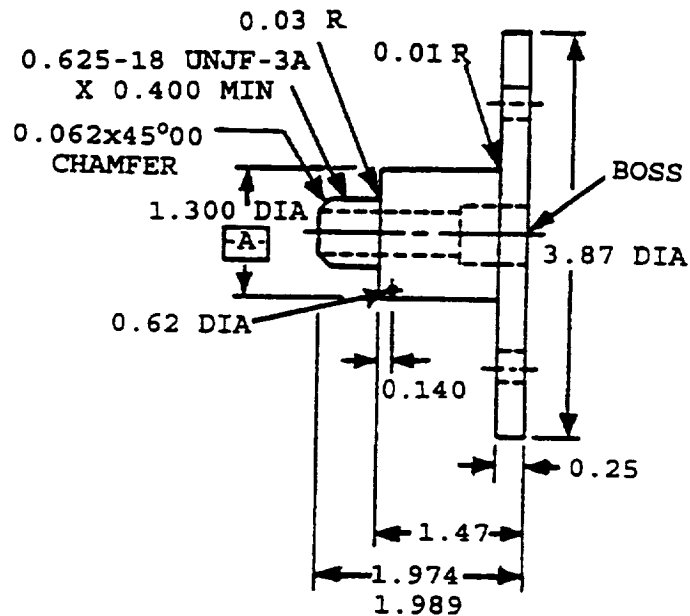 0.03 R
0.625-18 UNJF-3A
X 0.400 MIN
0.01 R
0.062x45°00
CHAMFER
BOSS
1.300 DIA
-A-
3.87 DIA
0.62 DIA
0.140
0.25
1.47
1.974
1.989